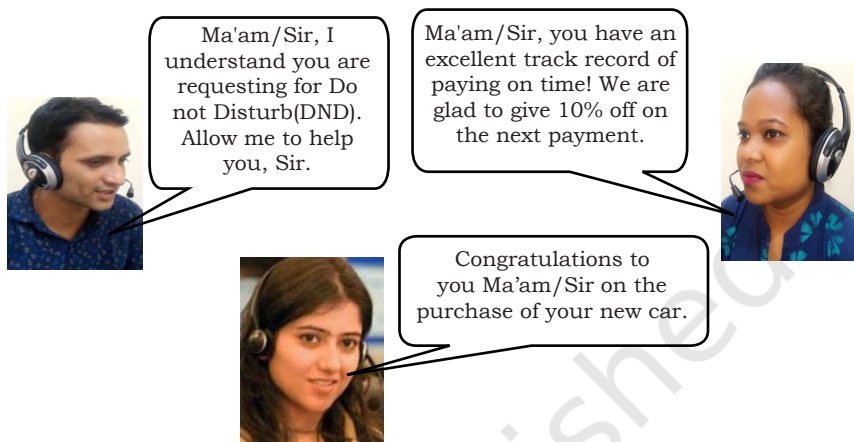 Ma'am/Sir, I
understand you are
requesting for Do
not Disturb(DND).
Allow me to help
you, Sir.
Ma'am/Sir, you have an
excellent track record of
paying on time! We are
glad to give 10% off on
the next payment.
Congratulations to
you Ma’am/Sir on the
purchase of your new car.